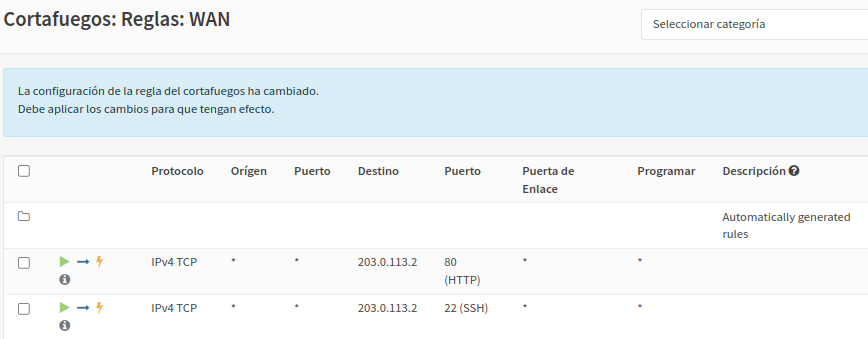 Cortafuegos: Reglas: WAN
Seleccionar categoría
La configuración de la regla del cortafuegos ha cambiado.
Debe aplicar los cambios para que tengan efecto.
Protocolo Orígen Puerto Destino Puerto Puerta de Enlace Programar Descripción
Automatically generated
rules
IPv4 TCP * * 203.0.113.2 80 * *
(HTTP)
IPv4 TCP * * 203.0.113.2 22 (SSH) * *